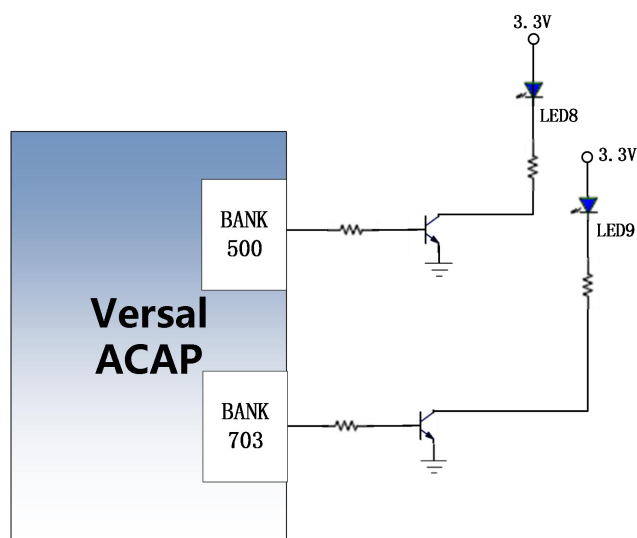 3.3V
LED8
3.3V
LED9
BANK
500
Versal
ACAP
BANK
703